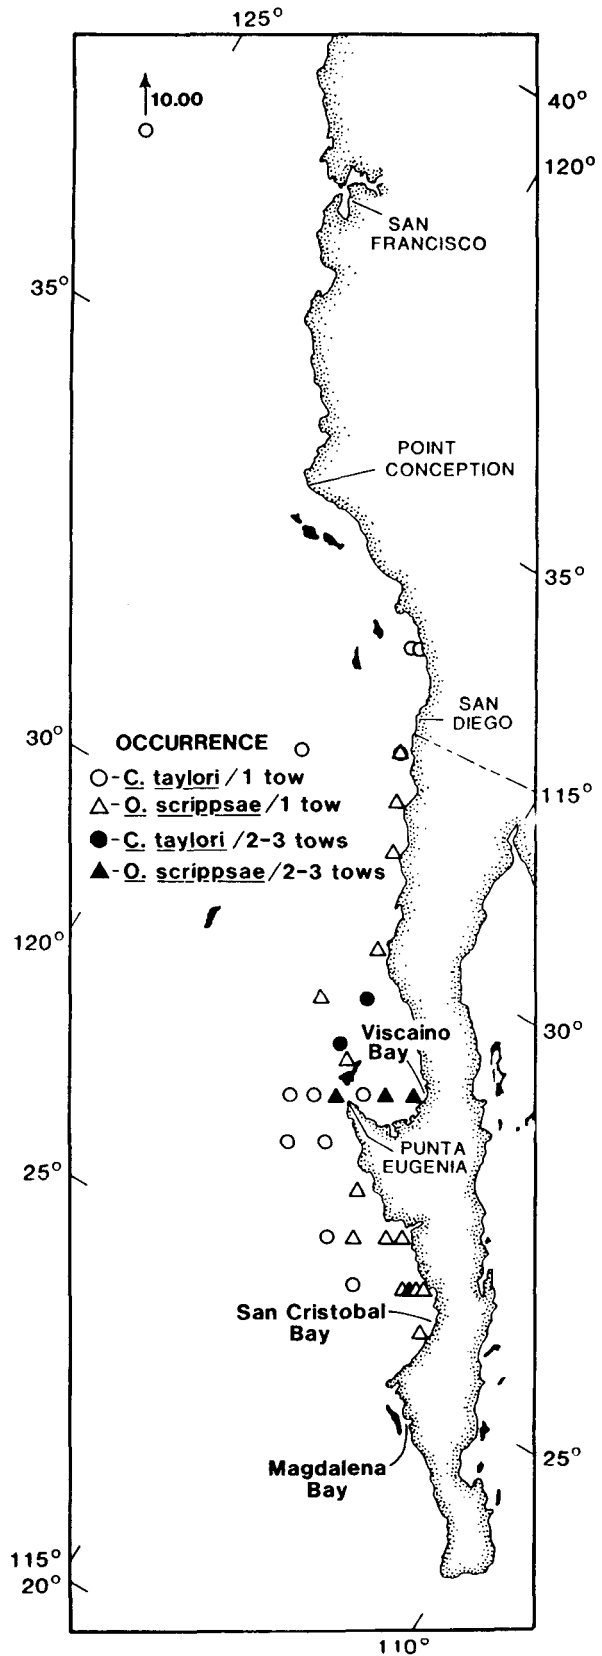 125°
10.00
40°
120°
SAN
FRANCISCO
35°
POINT
CONCEPTION
35°
SAN
DIEGO
30°
OCCURRENCE
-C. taylori/1 tow
-O. scrippsae/1 tow
-C. taylori/2-3 tows
-O. scrippsae/2-3 tows
115°
120°
30°
Viscaino
Bay
PUNTA
EUGENIA
25°
San Cristobal
Bay
25°
Magdalena
Bay
115°
20°
110°